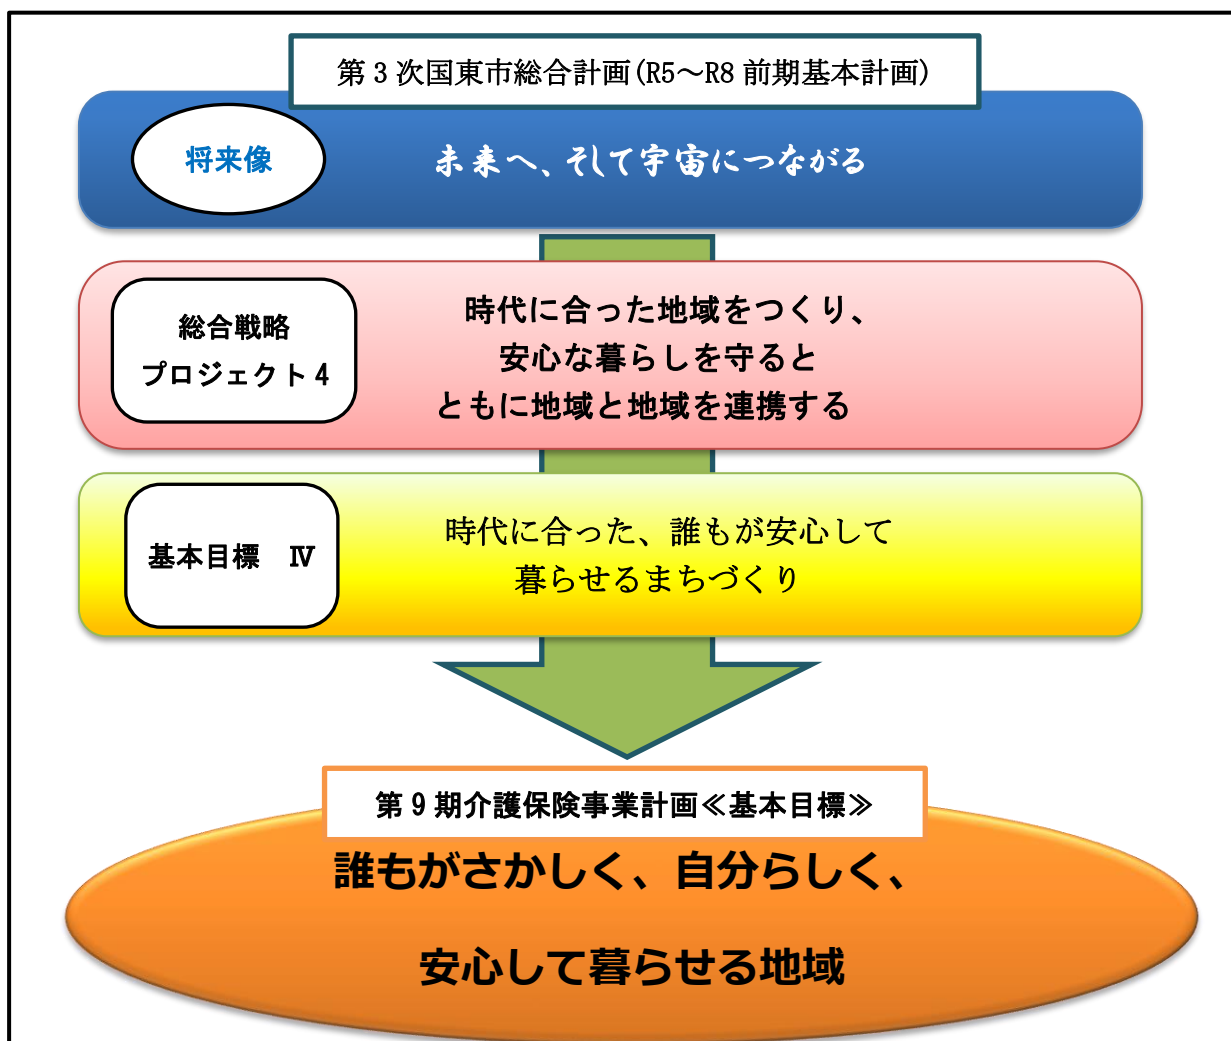 第3次国東市総合計画(R5～R8 前期基本計画)
将来像
未来へ、そして宇宙につながる
総合戦略
プロジェクト4
時代に合った地域をつくり、
安心な暮らしを守ると
ともに地域と地域を連携する
基本目標　Ⅳ
時代に合った、誰もが安心して
暮らせるまちづくり
第9期介護保険事業計画≪基本目標≫
誰もがさかしく、自分らしく、
安心して暮らせる地域